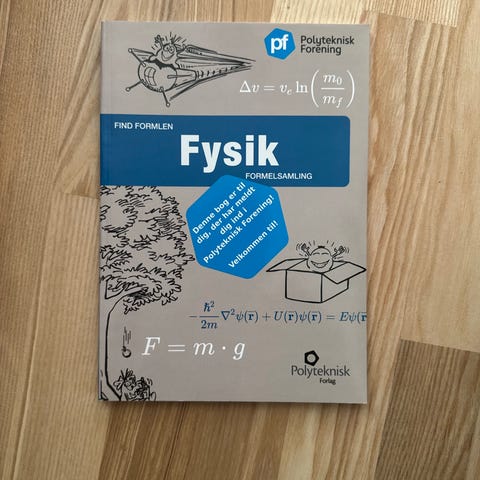 pf Polyteknisk
Forening
Δv = v_e ln(m_0/m_f)
FIND FORMLEN
Fysik
FORMELSAMLING
Denne bog er til
dig, der har meldt
dig ind i
Polyteknisk Forening!
Velkommen til!
-ħ²/2m ∇²ψ(r) + U(r)ψ(r) = Eψ(r
F = m · g
Polyteknisk
Forlag